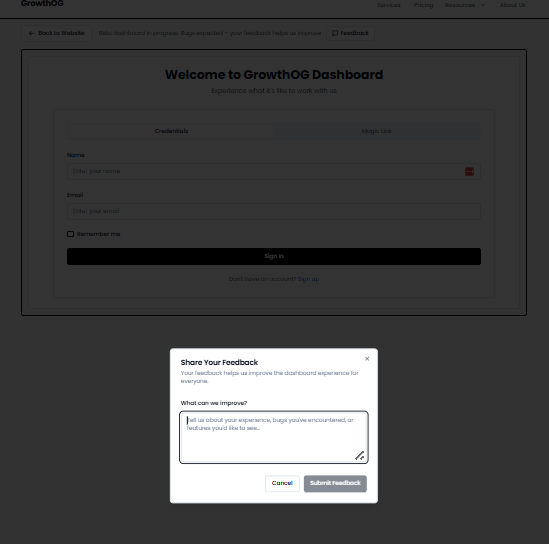 GrowthOG
Services Pricing Resources About Us
Back to Website
Beta dashboard in progress. Bugs expected - your feedback helps us improve
Feedback
Welcome to GrowthOG Dashboard
Experience what it's like to work with us
Credentials
Magic Link
Name
Enter your name
Email
Enter your email
Remember me
Sign In
Don't have an account? Sign up
Share Your Feedback
Your feedback helps us improve the dashboard experience for
everyone.
What can we improve?
Tell us about your experience, bugs you've encountered, or
features you'd like to see...
Cancel
Submit Feedback